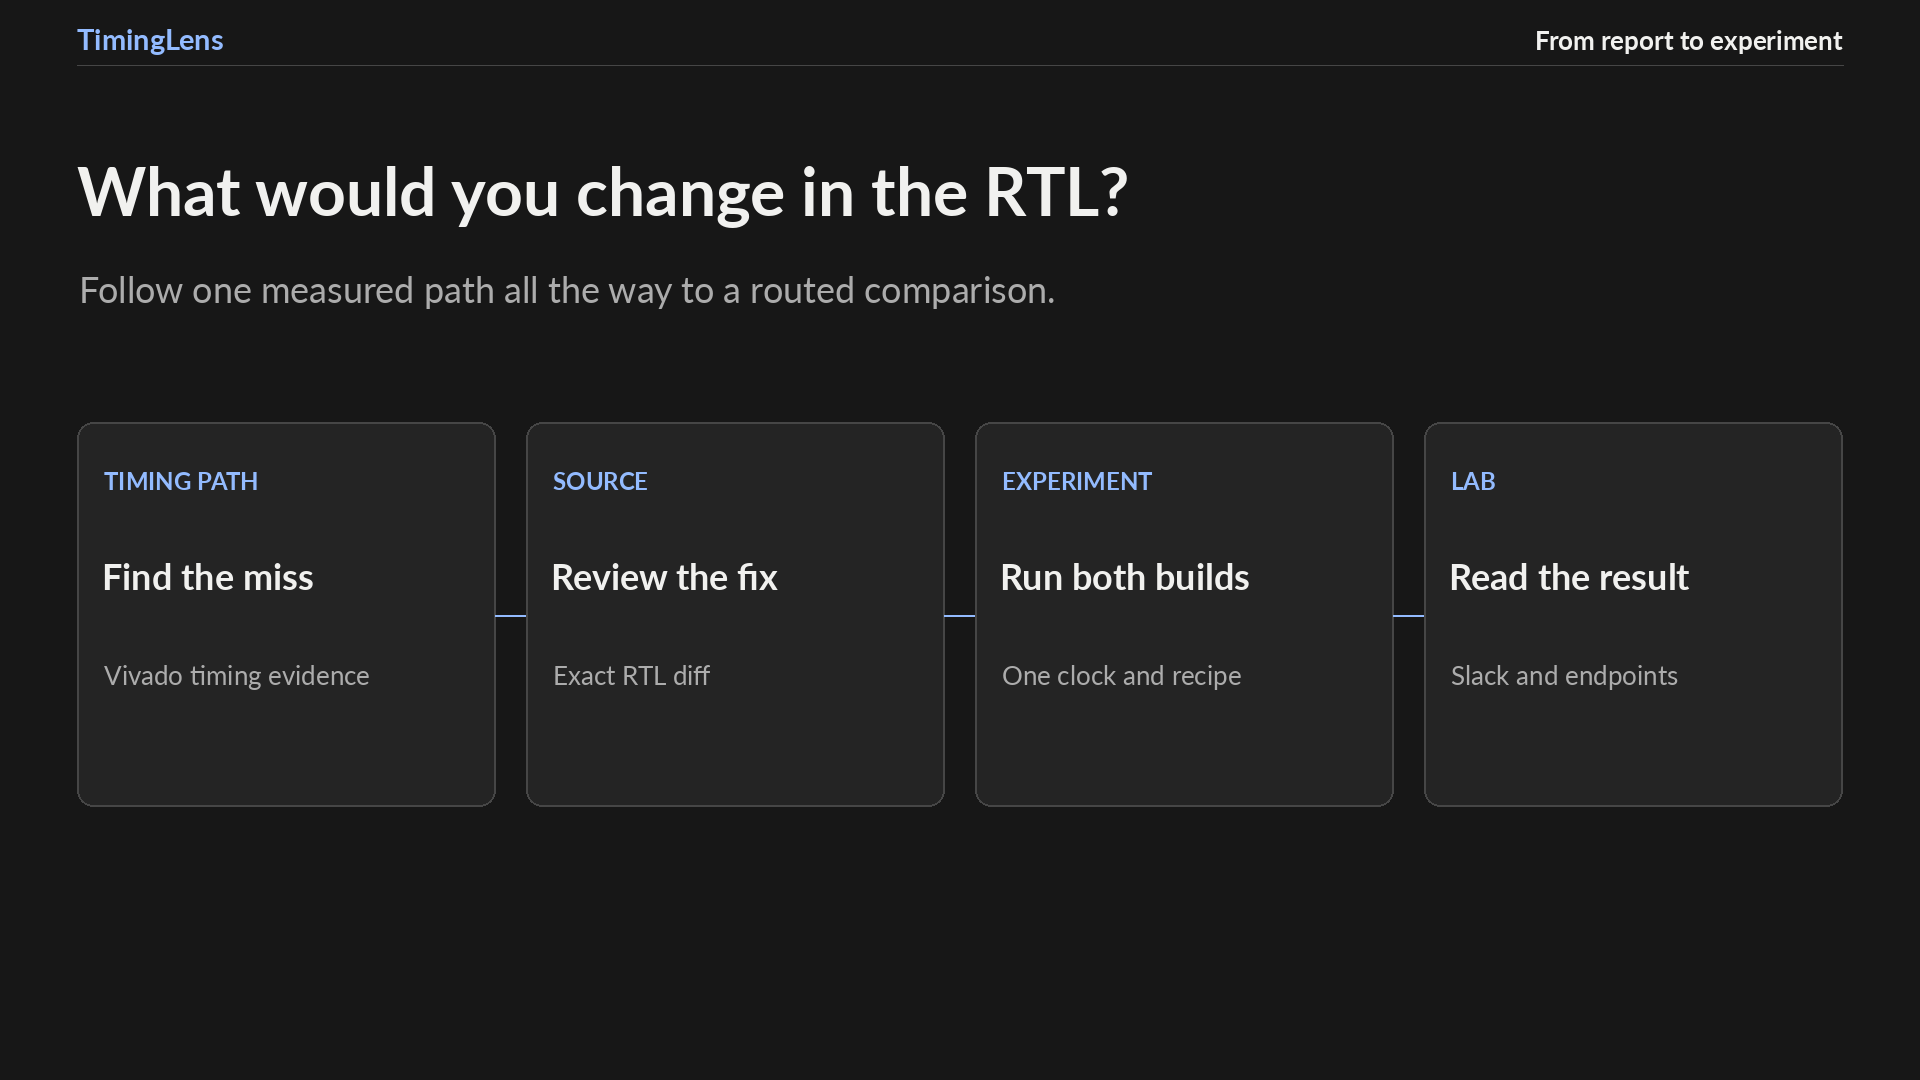 TimingLens
From report to experiment
What would you change in the RTL?
Follow one measured path all the way to a routed comparison.
TIMING PATH
Find the miss
Vivado timing evidence
SOURCE
Review the fix
Exact RTL diff
EXPERIMENT
Run both builds
One clock and recipe
LAB
Read the result
Slack and endpoints